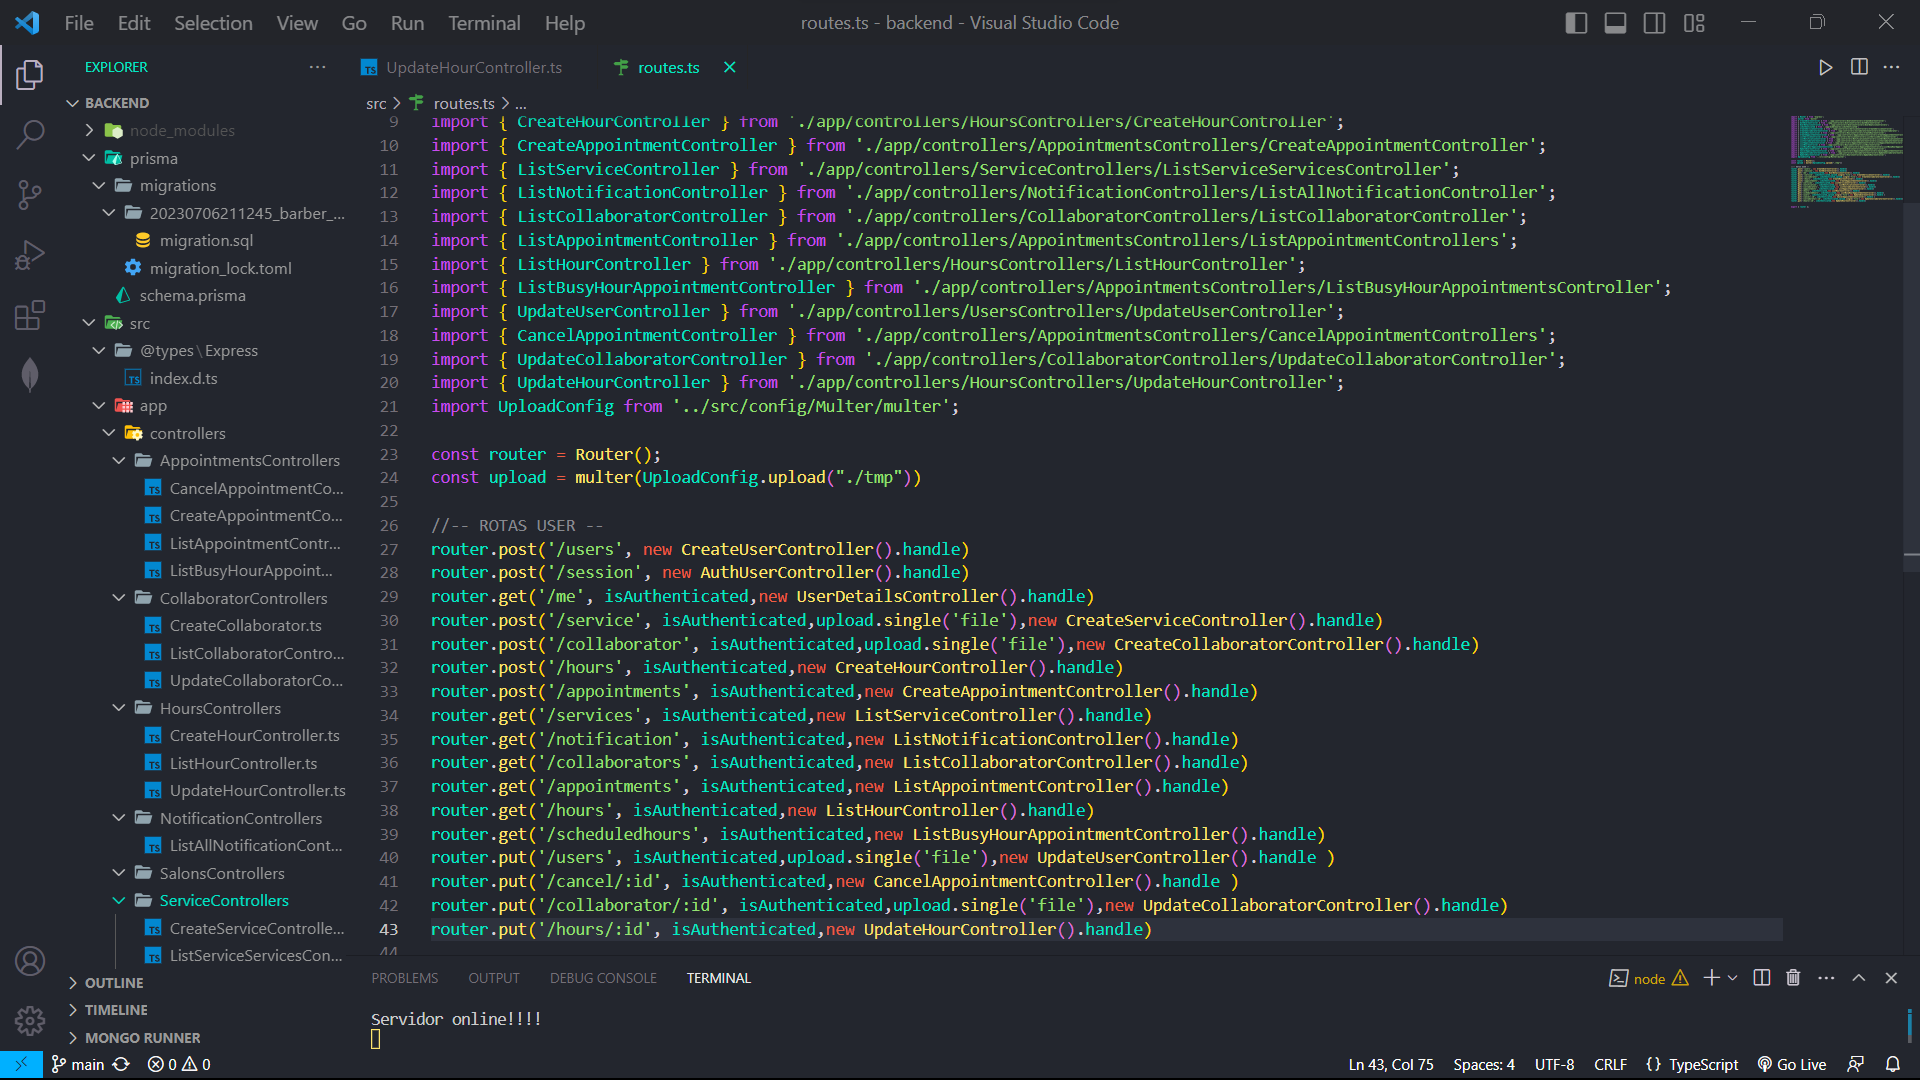 File Edit Selection View Go Run Terminal Help
routes.ts - backend - Visual Studio Code
EXPLORER
BACKEND
node_modules
prisma
migrations
20230706211245_barber_...
migration.sql
migration_lock.toml
schema.prisma
src
@types\Express
index.d.ts
app
controllers
AppointmentsControllers
CancelAppointmentCo...
CreateAppointmentCo...
ListAppointmentContr...
ListBusyHourAppoint...
CollaboratorControllers
CreateCollaborator.ts
ListCollaboratorContro...
UpdateCollaboratorCo...
HoursControllers
CreateHourController.ts
ListHourController.ts
UpdateHourController.ts
NotificationControllers
ListAllNotificationCont...
SalonsControllers
ServiceControllers
CreateServiceControlle...
ListServiceServicesCon...
OUTLINE
TIMELINE
MONGO RUNNER
UpdateHourController.ts routes.ts
src > routes.ts > ...
9 import { CreateHourController } from './app/controllers/HoursControllers/CreateHourController';
10 import { CreateAppointmentController } from './app/controllers/AppointmentsControllers/CreateAppointmentController';
11 import { ListServiceController } from './app/controllers/ServiceControllers/ListServiceServicesController';
12 import { ListNotificationController } from './app/controllers/NotificationControllers/ListAllNotificationController';
13 import { ListCollaboratorController } from './app/controllers/CollaboratorControllers/ListCollaboratorController';
14 import { ListAppointmentController } from './app/controllers/AppointmentsControllers/ListAppointmentControllers';
15 import { ListHourController } from './app/controllers/HoursControllers/ListHourController';
16 import { ListBusyHourAppointmentController } from './app/controllers/AppointmentsControllers/ListBusyHourAppointmentsController';
17 import { UpdateUserController } from './app/controllers/UsersControllers/UpdateUserController';
18 import { CancelAppointmentController } from './app/controllers/AppointmentsControllers/CancelAppointmentControllers';
19 import { UpdateCollaboratorController } from './app/controllers/CollaboratorControllers/UpdateCollaboratorController';
20 import { UpdateHourController } from './app/controllers/HoursControllers/UpdateHourController';
21 import UploadConfig from '../src/config/Multer/multer';
22
23 const router = Router();
24 const upload = multer(UploadConfig.upload("./tmp"))
25
26 //-- ROTAS USER --
27 router.post('/users', new CreateUserController().handle)
28 router.post('/session', new AuthUserController().handle)
29 router.get('/me', isAuthenticated,new UserDetailsController().handle)
30 router.post('/service', isAuthenticated,upload.single('file'),new CreateServiceController().handle)
31 router.post('/collaborator', isAuthenticated,upload.single('file'),new CreateCollaboratorController().handle)
32 router.post('/hours', isAuthenticated,new CreateHourController().handle)
33 router.post('/appointments', isAuthenticated,new CreateAppointmentController().handle)
34 router.get('/services', isAuthenticated,new ListServiceController().handle)
35 router.get('/notification', isAuthenticated,new ListNotificationController().handle)
36 router.get('/collaborators', isAuthenticated,new ListCollaboratorController().handle)
37 router.get('/appointments', isAuthenticated,new ListAppointmentController().handle)
38 router.get('/hours', isAuthenticated,new ListHourController().handle)
39 router.get('/scheduledhours', isAuthenticated,new ListBusyHourAppointmentController().handle)
40 router.put('/users', isAuthenticated,upload.single('file'),new UpdateUserController().handle )
41 router.put('/cancel/:id', isAuthenticated,new CancelAppointmentController().handle )
42 router.put('/collaborator/:id', isAuthenticated,upload.single('file'),new UpdateCollaboratorController().handle)
43 router.put('/hours/:id', isAuthenticated,new UpdateHourController().handle)
44
PROBLEMS OUTPUT DEBUG CONSOLE TERMINAL
node
Servidor online!!!!
main 0 0
Ln 43, Col 75 Spaces: 4 UTF-8 CRLF {} TypeScript Go Live